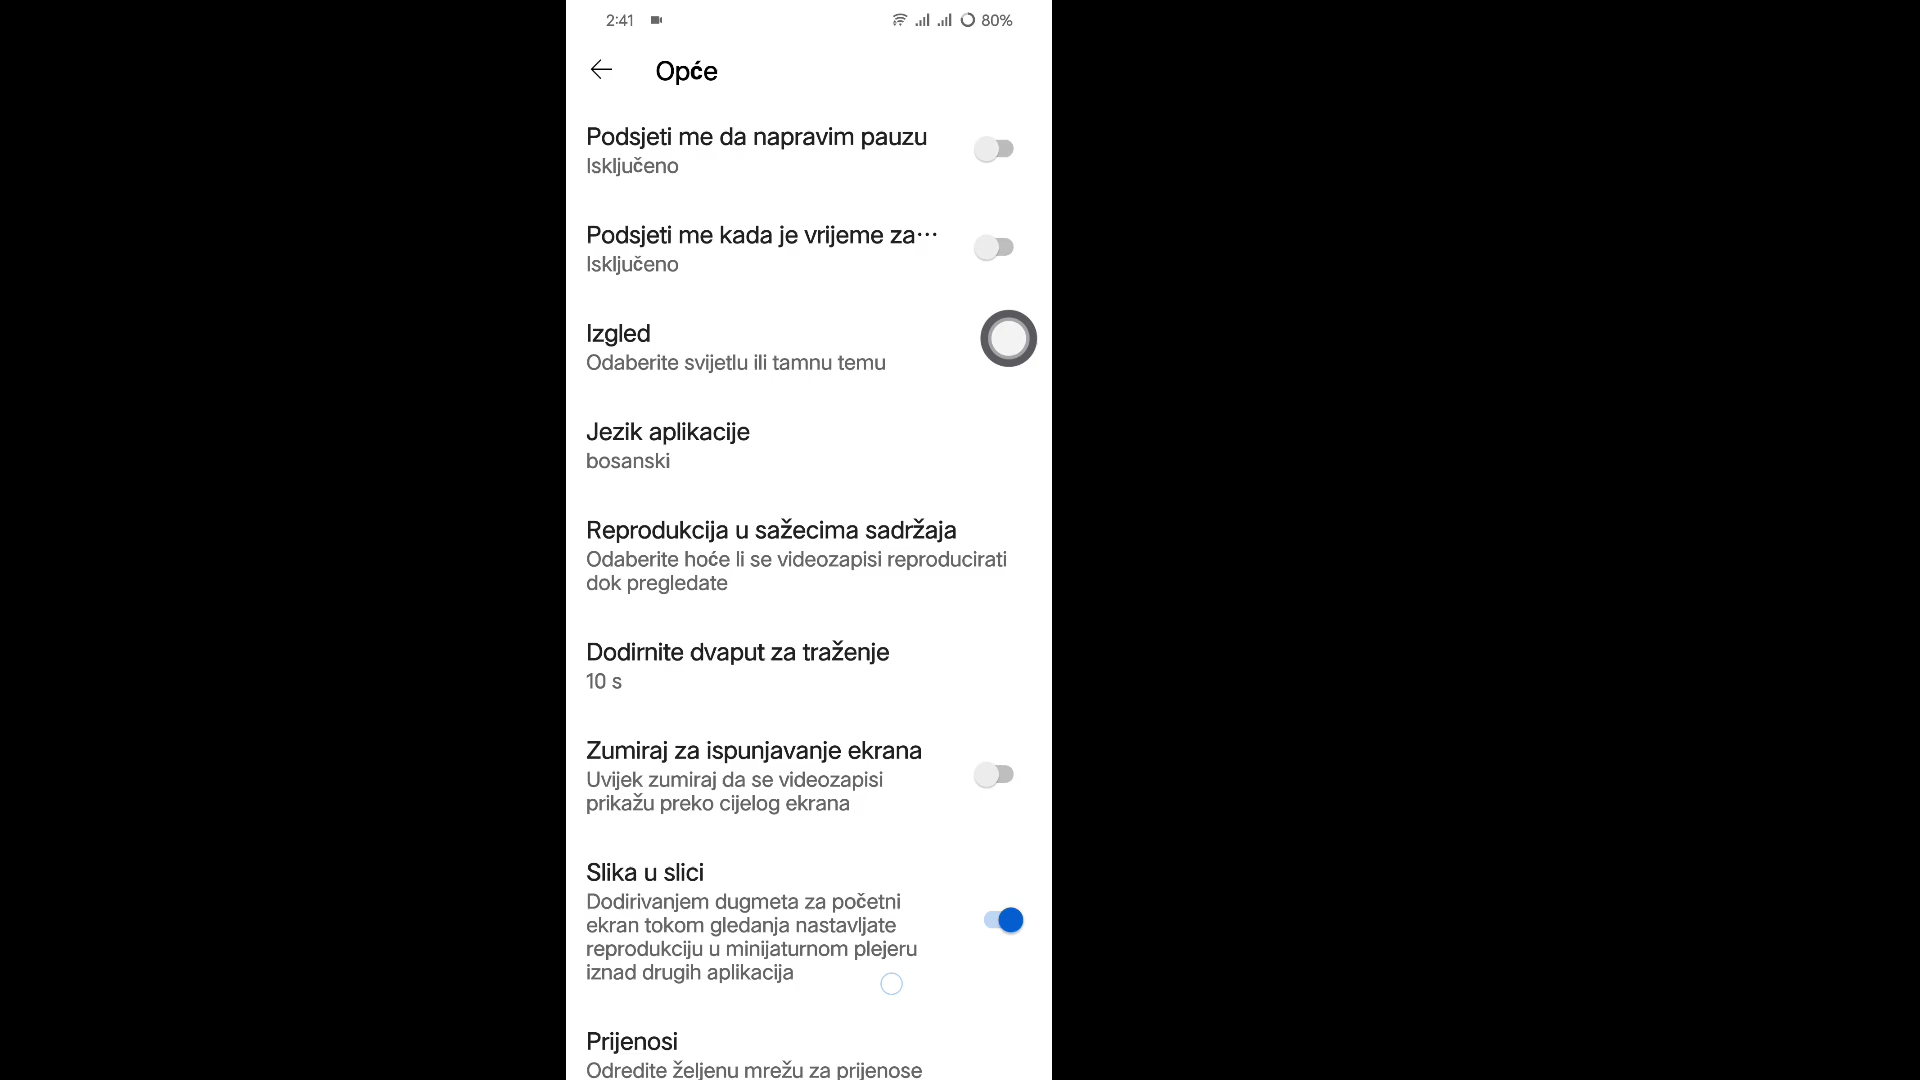 2:41
80%
Opće
Podsjeti me da napravim pauzu
Isključeno
Podsjeti me kada je vrijeme za…
Isključeno
Izgled
Odaberite svijetlu ili tamnu temu
Jezik aplikacije
bosanski
Reprodukcija u sažecima sadržaja
Odaberite hoće li se videozapisi reproducirati
dok pregledate
Dodirnite dvaput za traženje
10 s
Zumiraj za ispunjavanje ekrana
Uvijek zumiraj da se videozapisi
prikažu preko cijelog ekrana
Slika u slici
Dodirivanjem dugmeta za početni
ekran tokom gledanja nastavljate
reprodukciju u minijaturnom plejeru
iznad drugih aplikacija
Prijenosi
Odredite željenu mrežu za prijenose